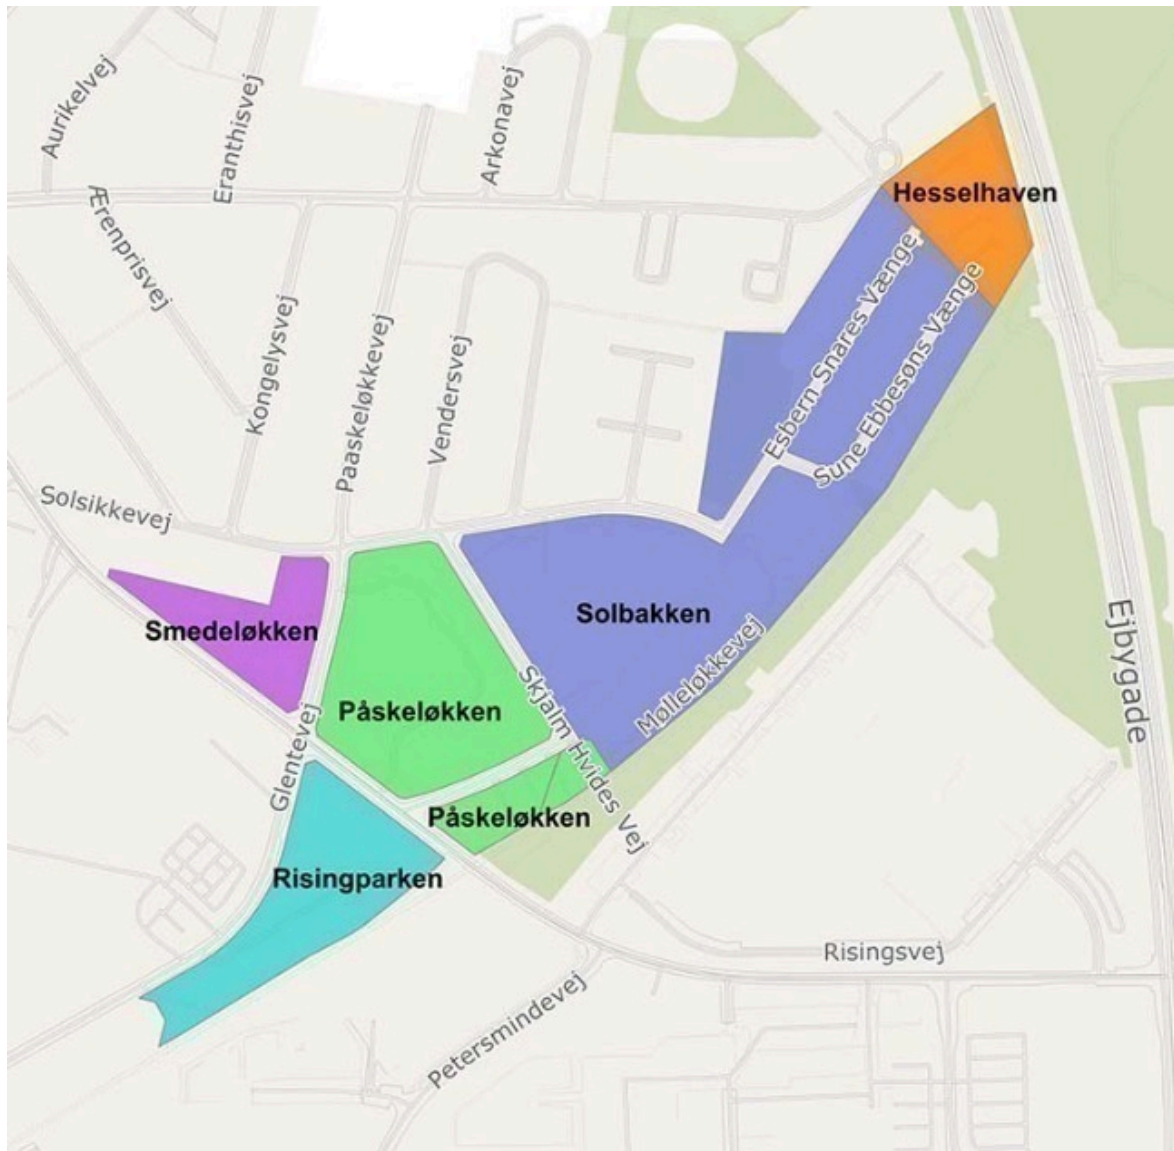 Aurikelvej
Eranthisvej
Arkonavej
Ærenprisvej
Hesselhaven
Kongelysvej
Paaskeløkkevej
Vendersvej
Esbern Snares Vænge
Sune Ebbesøns Vænge
Solsikkevej
Solbakken
Smedeløkken
Påskeløkken
Skjalm Hvides Vej
Mølleløkkevej
Ejbygade
Glentevej
Påskeløkken
Risingparken
Risingsvej
Petersmindevej